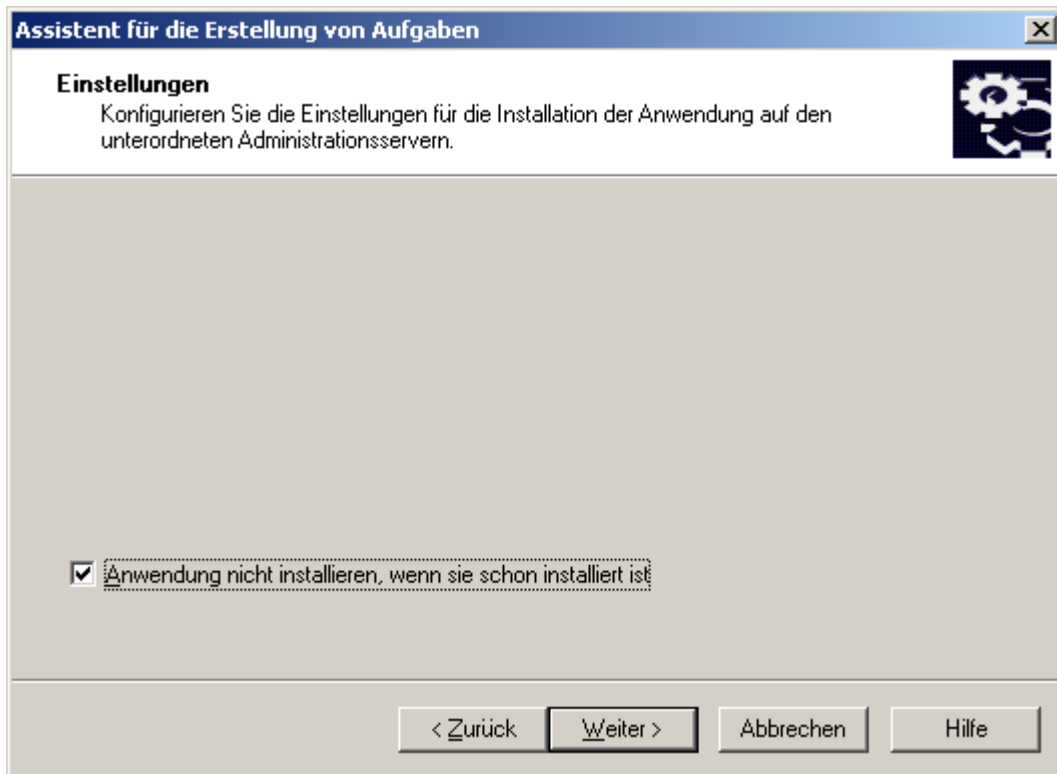 Assistent für die Erstellung von Aufgaben
Einstellungen
Konfigurieren Sie die Einstellungen für die Installation der Anwendung auf den
unterordneten Administrationsservern.
Anwendung nicht installieren, wenn sie schon installiert ist
< Zurück Weiter > Abbrechen Hilfe